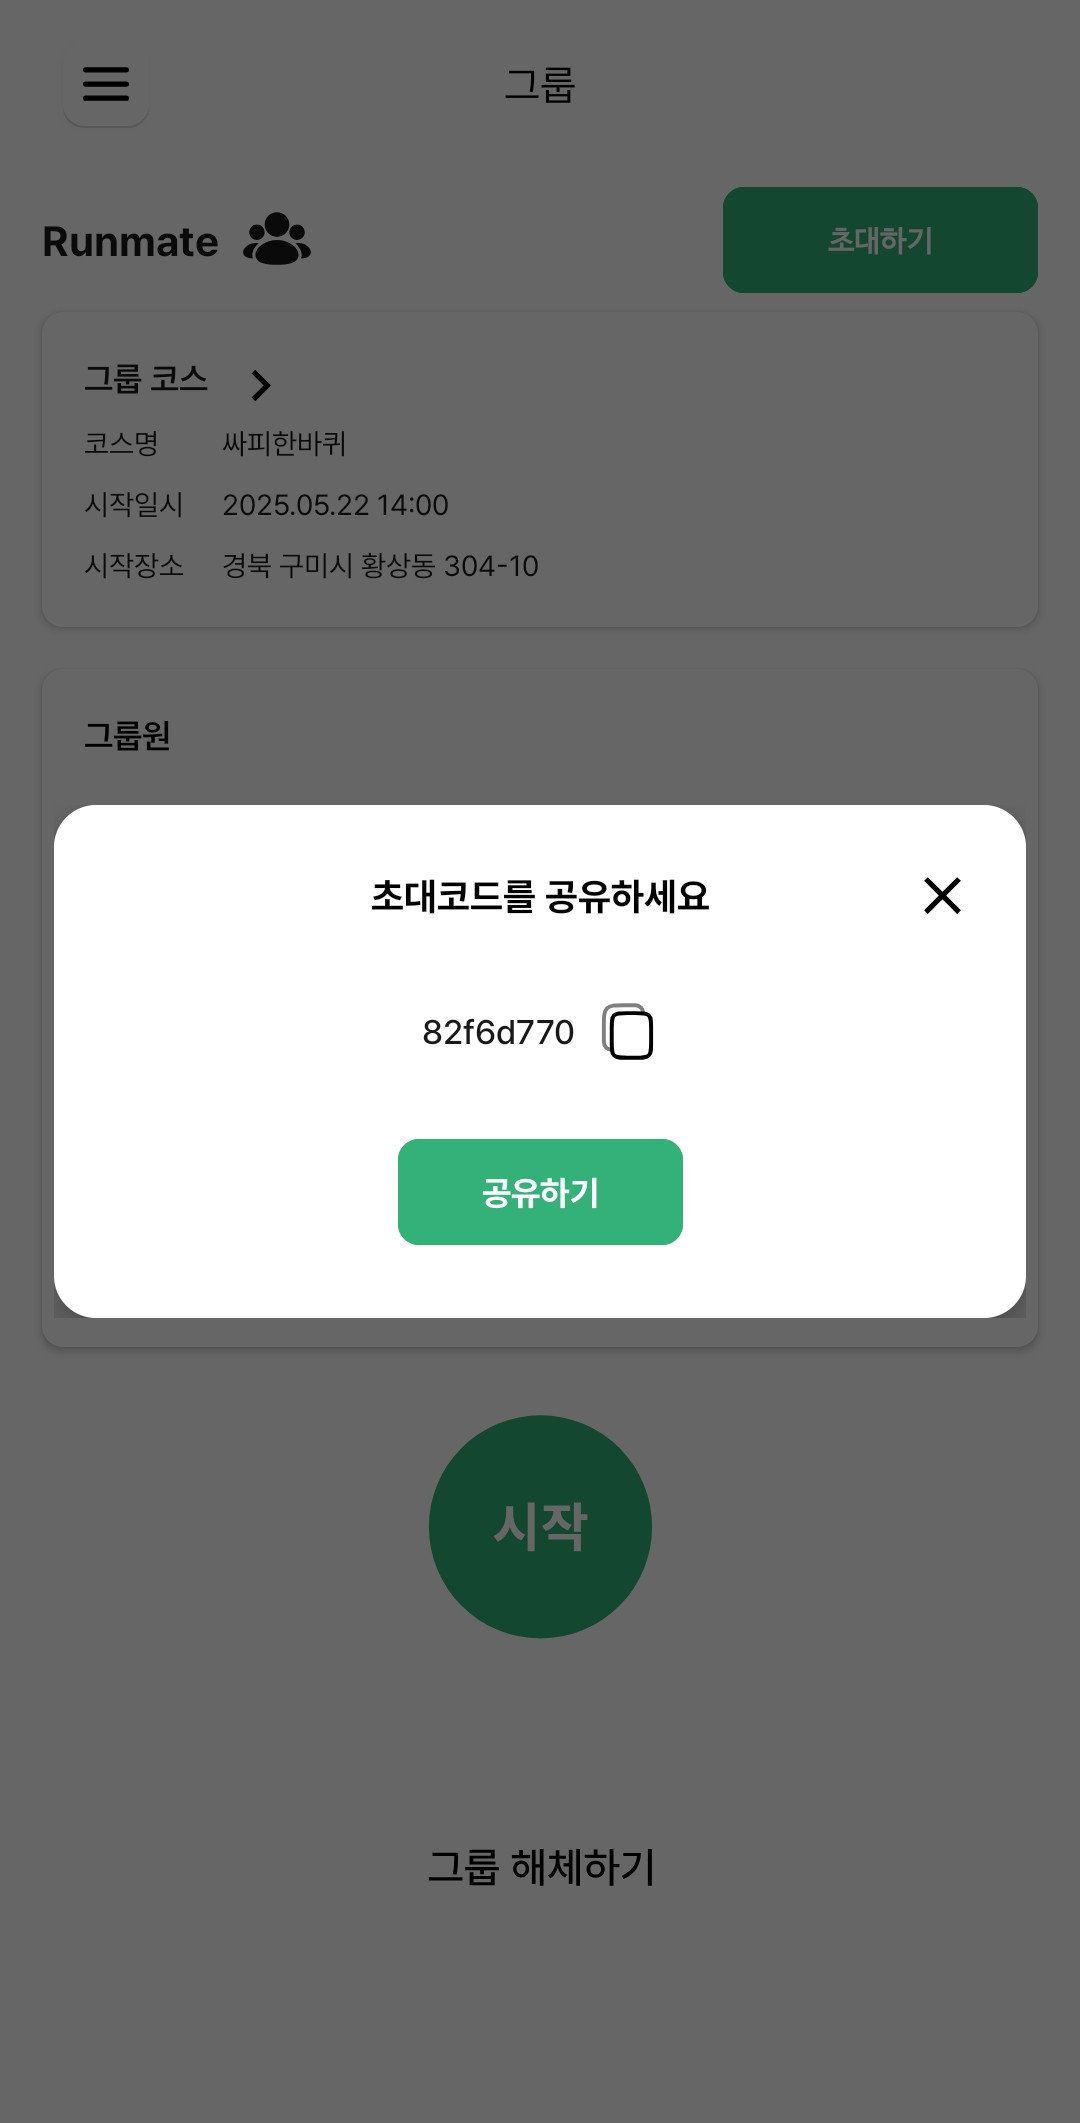 그룹
Runmate
초대하기
그룹 코스
코스명 싸피한바퀴
시작일시 2025.05.22 14:00
시작장소 경북 구미시 황상동 304-10
그룹원
초대코드를 공유하세요
82f6d770
공유하기
시작
그룹 해체하기